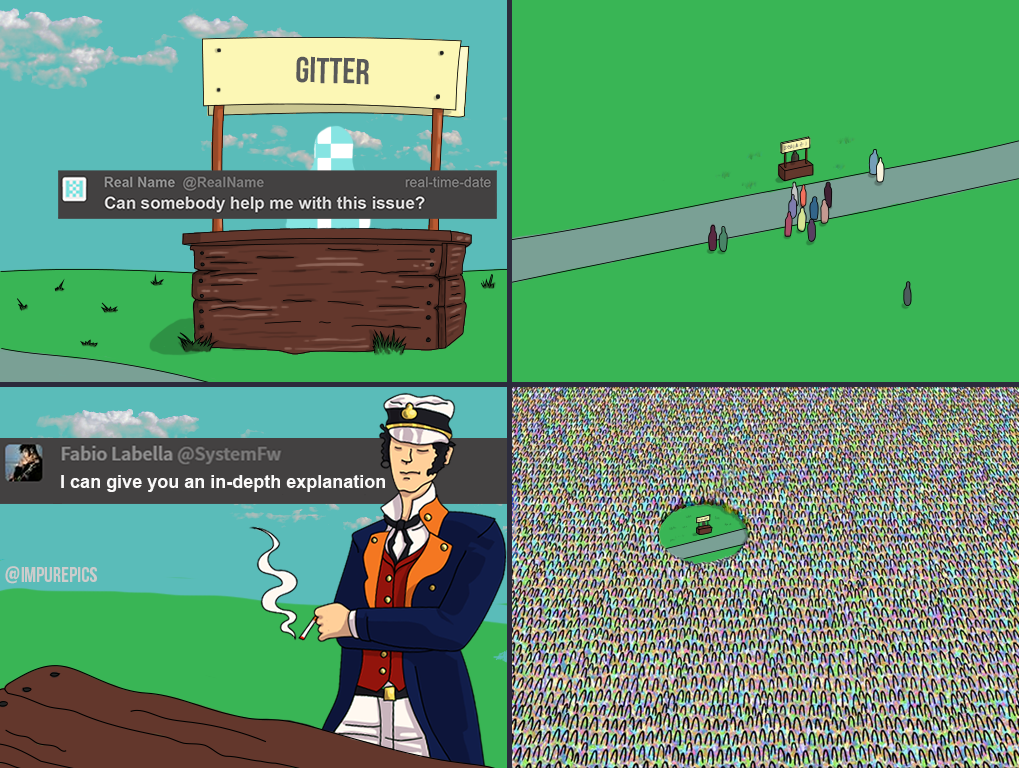 GITTER
Real Name @RealName real-time-date
Can somebody help me with this issue?
Fabio Labella @SystemFw
I can give you an in-depth explanation
@IMPUREPICS